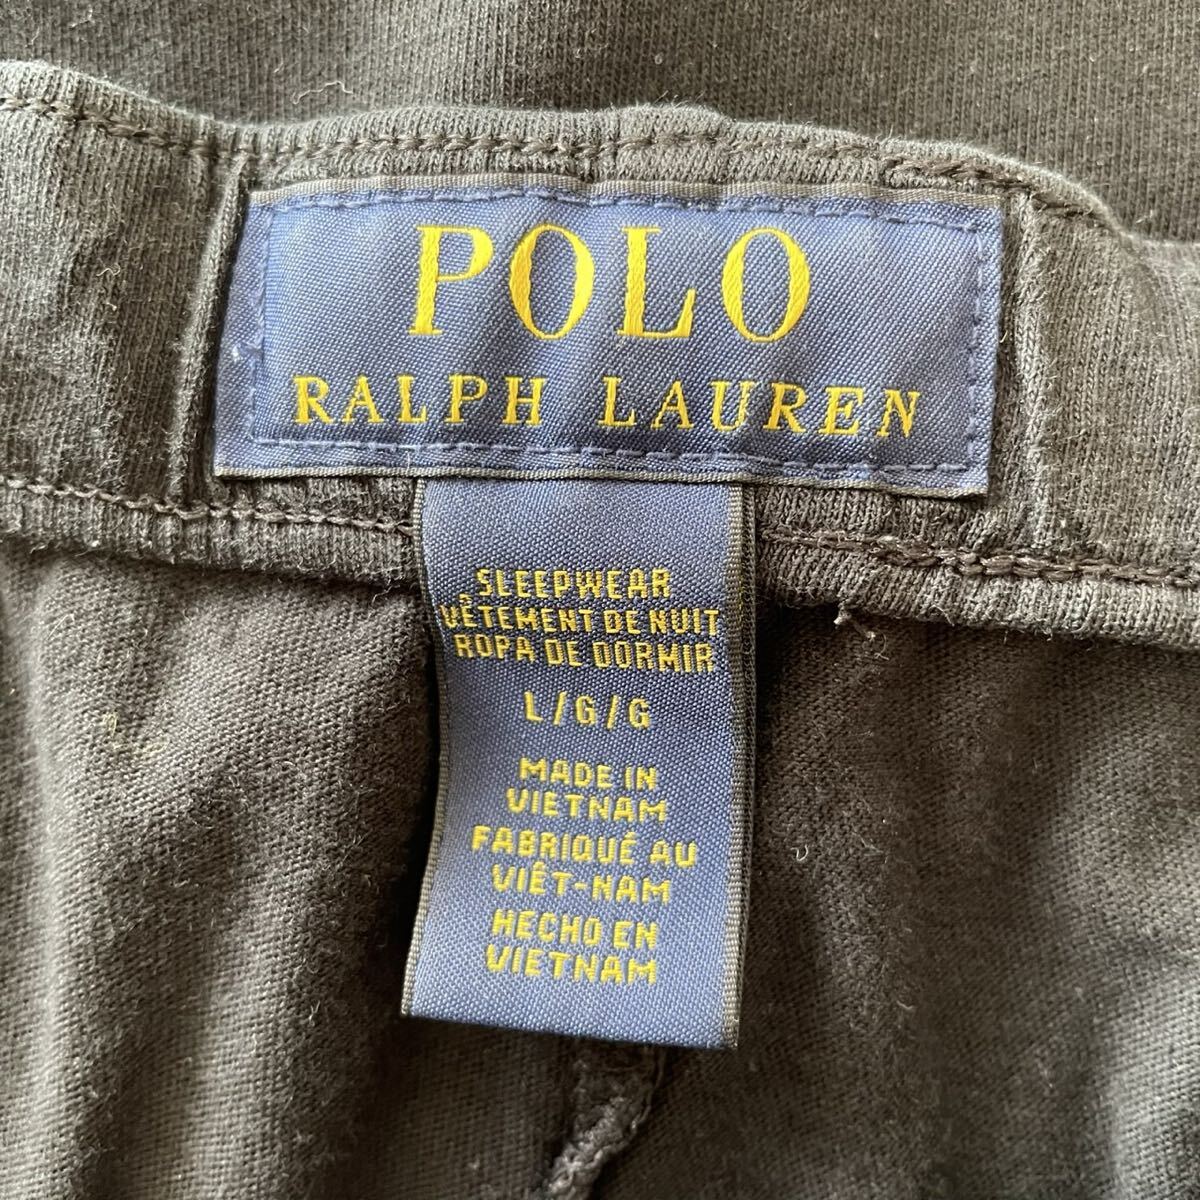 POLO
RALPH LAUREN
SLEEPWEAR
VÊTEMENT DE NUIT
ROPA DE DORMIR
L/G/G
MADE IN
VIETNAM
FABRIQUÉ AU
VIÊT-NAM
HECHO EN
VIETNAM